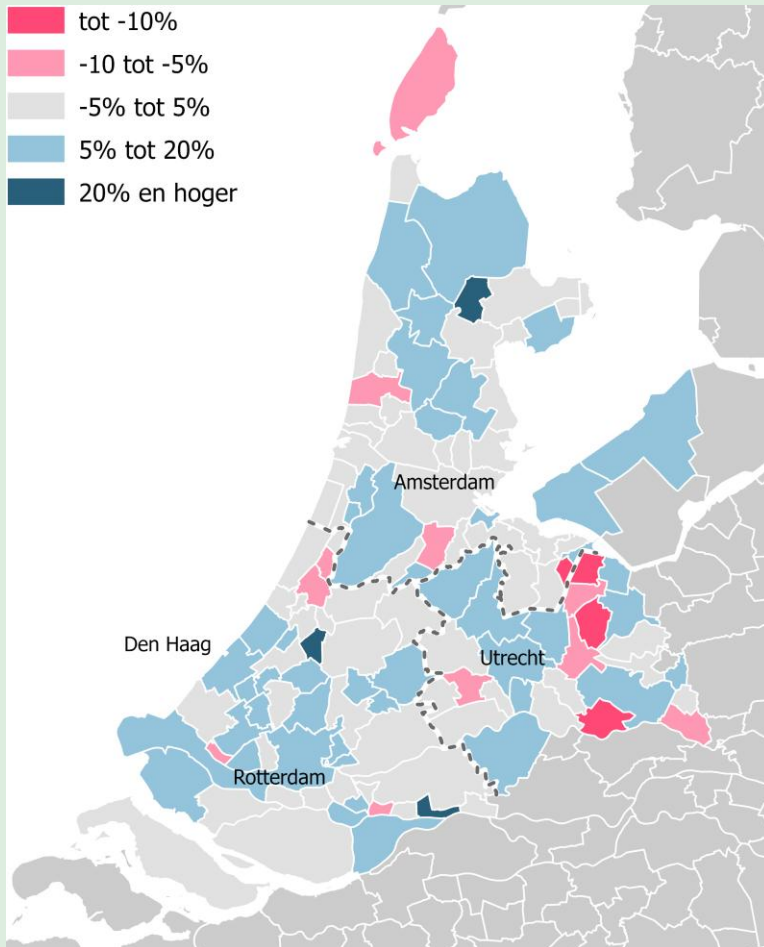 tot -10%
-10 tot -5%
-5% tot 5%
5% tot 20%
20% en hoger
Amsterdam
Den Haag
Utrecht
Rotterdam